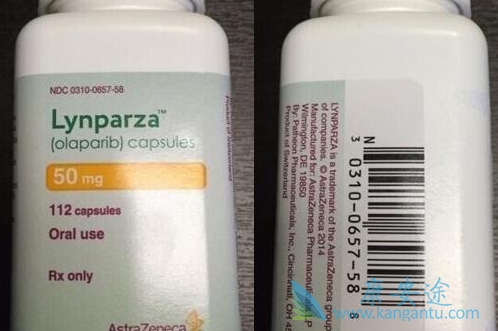 NDC 0310-0657-58
Lynparza™
(olaparib) capsules
50 mg
112 capsules
Oral use
Rx only
AstraZeneca
Product of Switzerland
LYNPARZA is a trademark of the AstraZeneca group
of companies. © AstraZeneca 2014
Manufactured for: AstraZeneca Pharmaceuticals LP
Wilmington, DE 19850
By: Patheon Pharmaceuticals, Inc., Cincinnati, OH 45
Product of Switzerland
N
3 0310-0657-58 8
康安途
www.kangantu.com